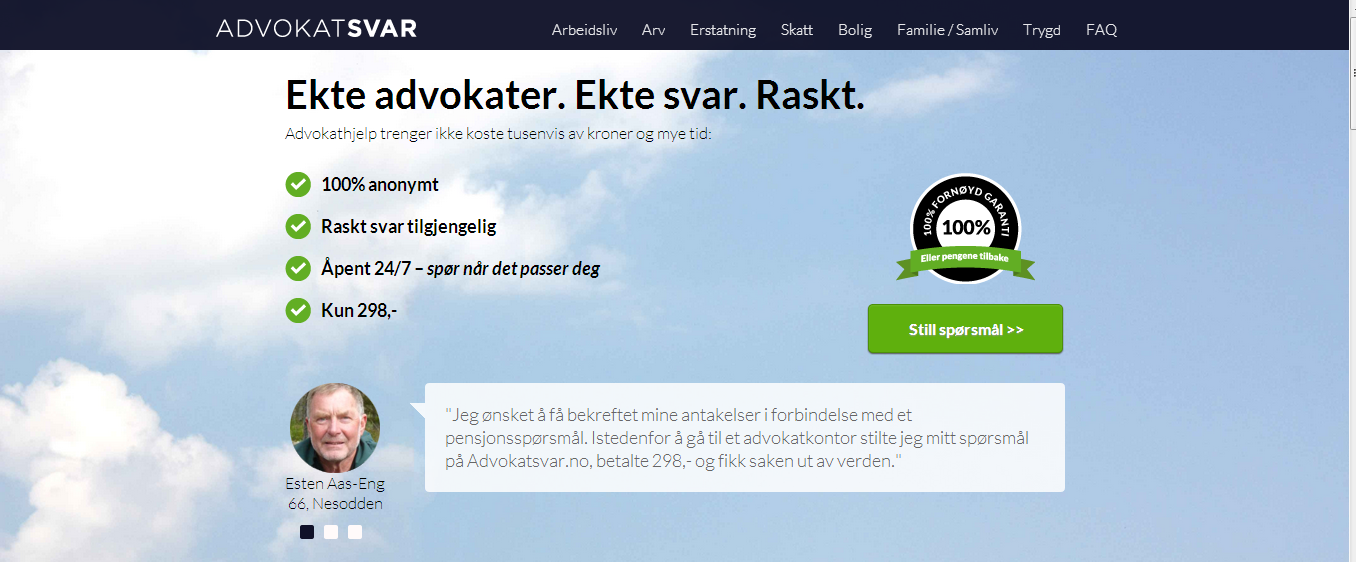 ADVOKATSVAR
Arbeidsliv Arv Erstatning Skatt Bolig Familie / Samliv Trygd FAQ
Ekte advokater. Ekte svar. Raskt.
Advokathjelp trenger ikke koste tusenvis av kroner og mye tid:
100% anonymt
Raskt svar tilgjengelig
Åpent 24/7 – spør når det passer deg
Kun 298,-
100% FORNØYD GARANTI
100%
Eller pengene tilbake
Still spørsmål >>
"Jeg ønsket å få bekreftet mine antakelser i forbindelse med et
pensjonsspørsmål. Istedenfor å gå til et advokatkontor stilte jeg mitt spørsmål
på Advokatsvar.no, betalte 298,- og fikk saken ut av verden."
Esten Aas-Eng
66, Nesodden